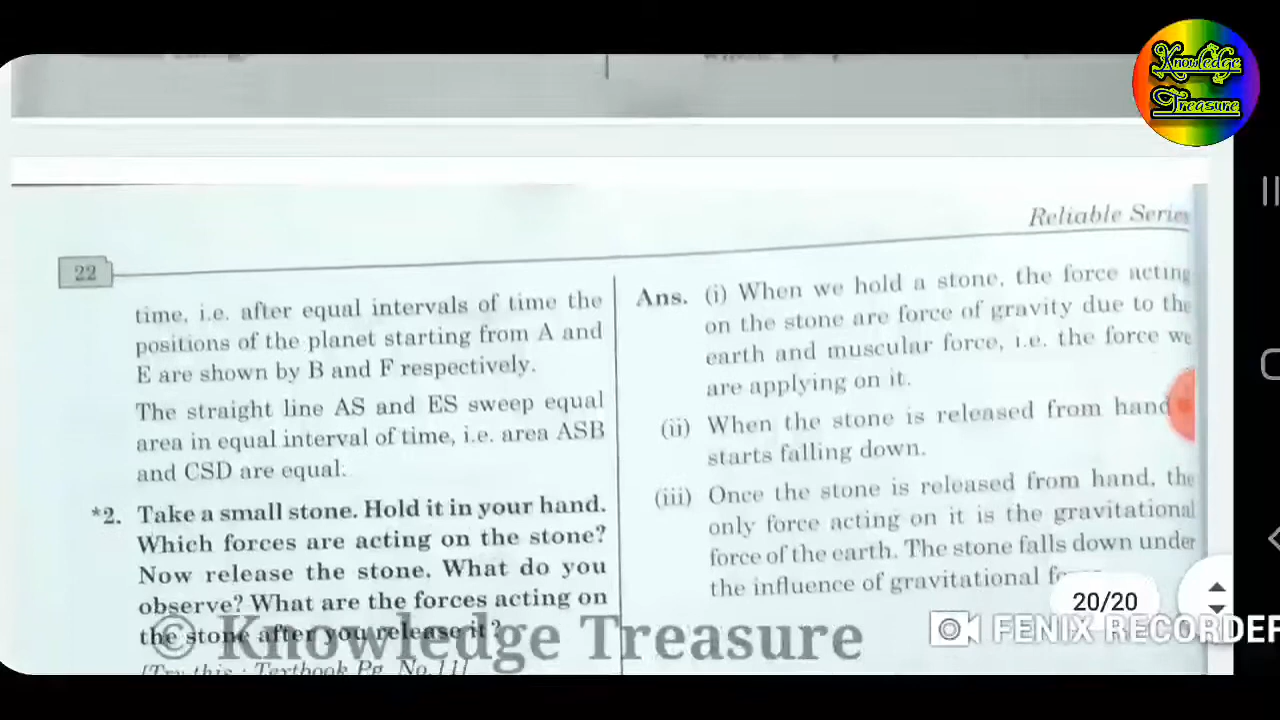 Knowledge
Treasure
Reliable Series
22
time, i.e. after equal intervals of time the
positions of the planet starting from A and
E are shown by B and F respectively.
The straight line AS and ES sweep equal
area in equal interval of time, i.e. area ASB
and CSD are equal.
*2. Take a small stone. Hold it in your hand.
Which forces are acting on the stone?
Now release the stone. What do you
observe? What are the forces acting on
the stone after you release it?
[Try this : Textbook Pg. No.11]
Ans. (i) When we hold a stone, the force acting
on the stone are force of gravity due to the
earth and muscular force, i.e. the force we
are applying on it.
(ii) When the stone is released from hand
starts falling down.
(iii) Once the stone is released from hand, the
only force acting on it is the gravitational
force of the earth. The stone falls down under
the influence of gravitational
20/20
© Knowledge Treasure
FENIX RECORDER